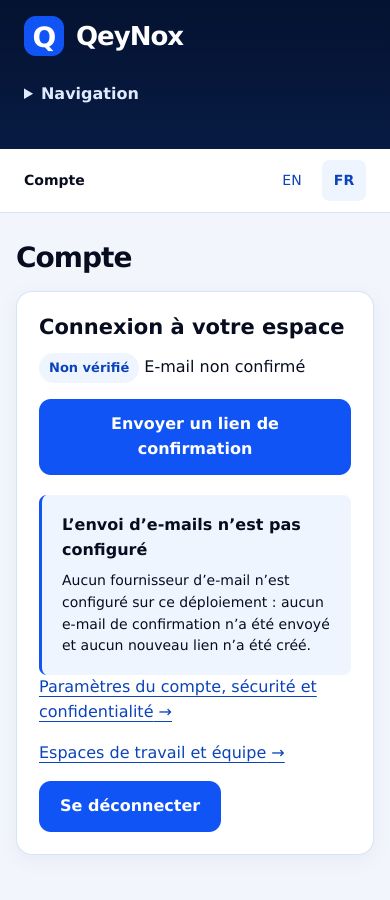 Q QeyNox
▶ Navigation
Compte EN FR
Compte
Connexion à votre espace
Non vérifié E-mail non confirmé
Envoyer un lien de
confirmation
L’envoi d’e-mails n’est pas
configuré
Aucun fournisseur d’e-mail n’est
configuré sur ce déploiement : aucun
e-mail de confirmation n’a été envoyé
et aucun nouveau lien n’a été créé.
Paramètres du compte, sécurité et
confidentialité →
Espaces de travail et équipe →
Se déconnecter